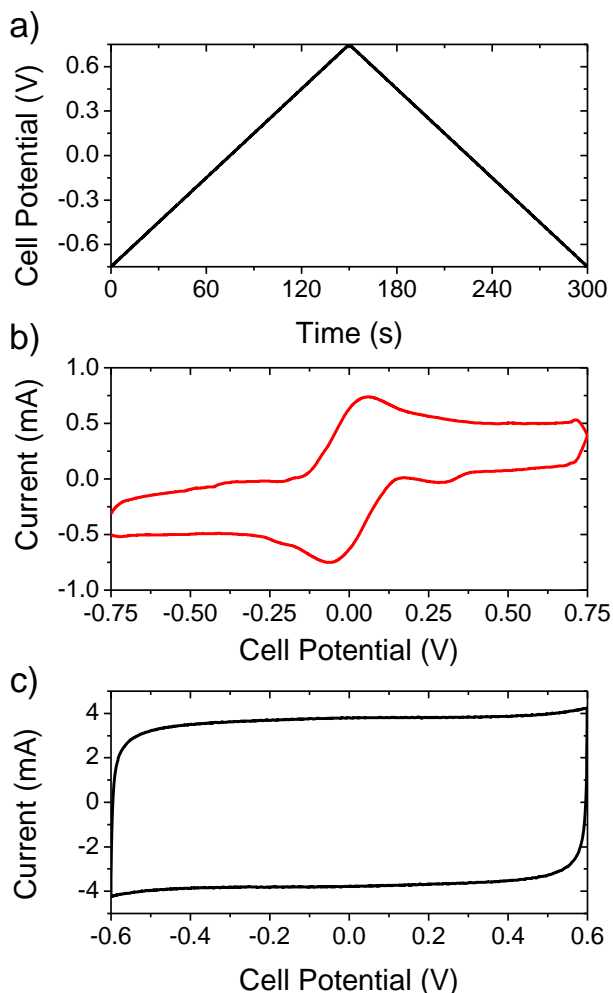 a)
Cell Potential (V)
0.6
0.3
0.0
-0.3
-0.6
0 60 120 180 240 300
Time (s)
b)
Current (mA)
1.0
0.5
0.0
-0.5
-1.0
-0.75 -0.50 -0.25 0.00 0.25 0.50 0.75
Cell Potential (V)
c)
Current (mA)
4
2
0
-2
-4
-0.6 -0.4 -0.2 0.0 0.2 0.4 0.6
Cell Potential (V)